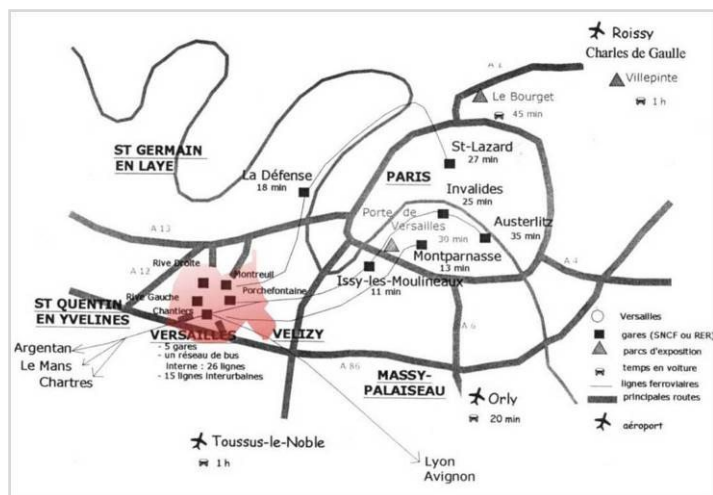 Roissy
Charles de Gaulle
A 1
Villepinte
Le Bourget
1 h
45 min
ST GERMAIN
EN LAYE
St-Lazard
27 min
La Défense
18 min
PARIS
Invalides
25 min
Porte de
Versailles
30 min
Austerlitz
35 min
A 13
Montparnasse
13 min
A 12
Rive Droite
Montreuil
A 4
Issy-les-Moulineaux
11 min
Rive Gauche
Porchefontaine
ST QUENTIN
EN YVELINES
Chantiers
A 6
Versailles
VERSAILLES
VELIZY
gares (SNCF ou RER)
- 5 gares
- un réseau de bus
interne : 26 lignes
- 15 lignes interurbaines
Argentan
Le Mans
Chartres
parcs d'exposition
A 86
temps en voiture
MASSY-
PALAISEAU
lignes ferroviaires
principales routes
Orly
20 min
aéroport
Toussus-le-Noble
1 h
Lyon
Avignon